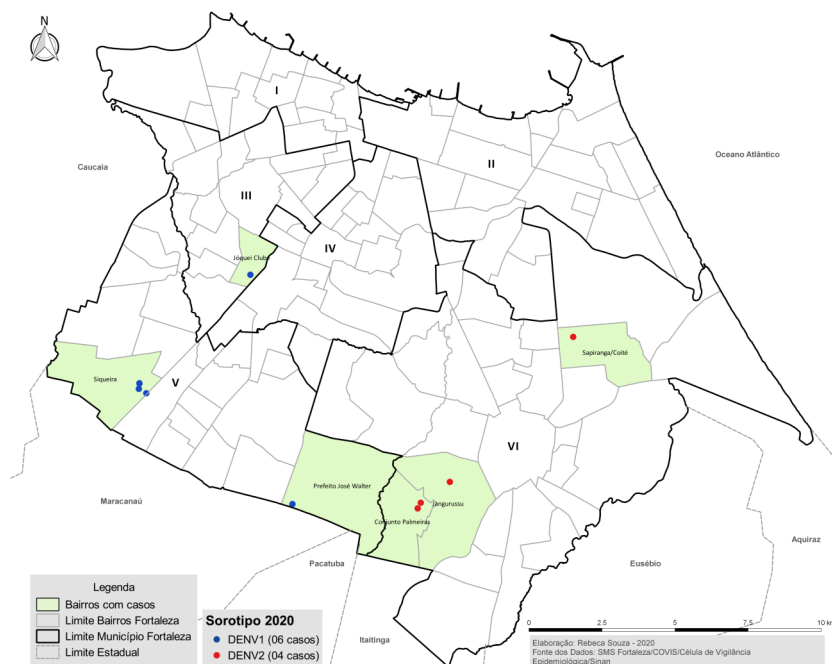 N
I
II
Oceano Atlântico
Caucaia
III
IV
Jóquei Clube
Sapiranga/Coité
Siqueira
V
VI
Prefeito José Walter
Jangurussu
Maracanaú
Conjunto Palmeiras
Aquiraz
Pacatuba
Eusébio
Itaitinga
Legenda
Bairros com casos
Limite Bairros Fortaleza
Limite Município Fortaleza
Limite Estadual
Sorotipo 2020
DENV1 (06 casos)
DENV2 (04 casos)
0 2,5 5 7,5 10 km
Elaboração: Rebeca Souza - 2020
Fonte dos Dados: SMS Fortaleza/COVIS/Célula de Vigilância
Epidemiológica/Sinan